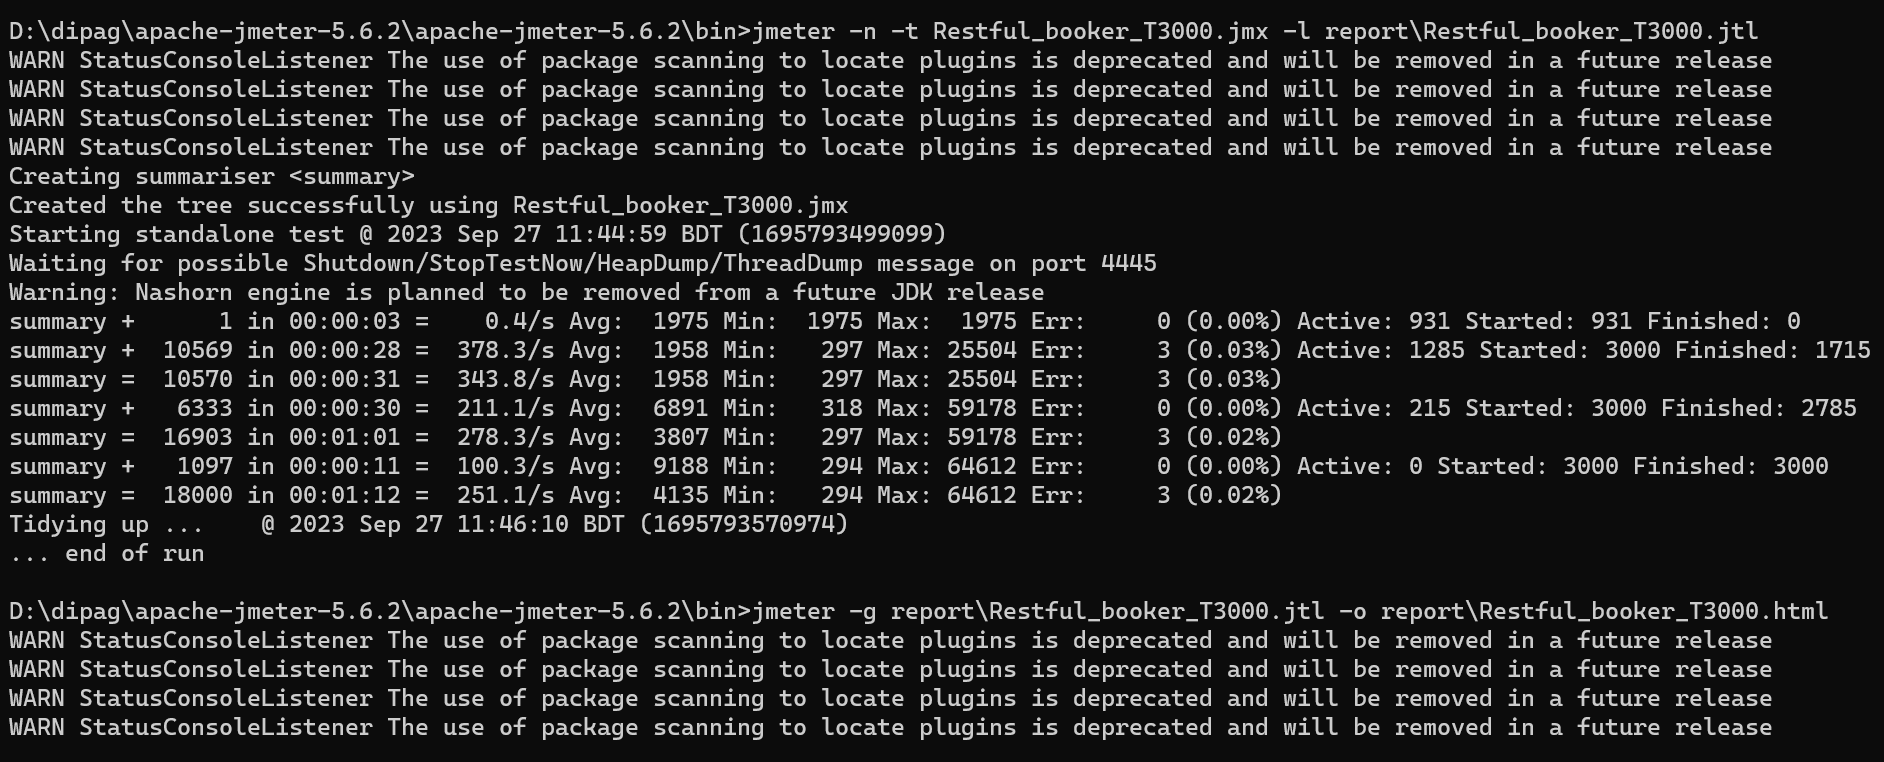 D:\dipag\apache-jmeter-5.6.2\apache-jmeter-5.6.2\bin>jmeter -n -t Restful_booker_T3000.jmx -l report\Restful_booker_T3000.jtl
WARN StatusConsoleListener The use of package scanning to locate plugins is deprecated and will be removed in a future release
WARN StatusConsoleListener The use of package scanning to locate plugins is deprecated and will be removed in a future release
WARN StatusConsoleListener The use of package scanning to locate plugins is deprecated and will be removed in a future release
WARN StatusConsoleListener The use of package scanning to locate plugins is deprecated and will be removed in a future release
Creating summariser <summary>
Created the tree successfully using Restful_booker_T3000.jmx
Starting standalone test @ 2023 Sep 27 11:44:59 BDT (1695793499099)
Waiting for possible Shutdown/StopTestNow/HeapDump/ThreadDump message on port 4445
Warning: Nashorn engine is planned to be removed from a future JDK release
summary +      1 in 00:00:03 =    0.4/s Avg:  1975 Min:  1975 Max:  1975 Err:     0 (0.00%) Active: 931 Started: 931 Finished: 0
summary +  10569 in 00:00:28 =  378.3/s Avg:  1958 Min:   297 Max: 25504 Err:     3 (0.03%) Active: 1285 Started: 3000 Finished: 1715
summary =  10570 in 00:00:31 =  343.8/s Avg:  1958 Min:   297 Max: 25504 Err:     3 (0.03%)
summary +   6333 in 00:00:30 =  211.1/s Avg:  6891 Min:   318 Max: 59178 Err:     0 (0.00%) Active: 215 Started: 3000 Finished: 2785
summary =  16903 in 00:01:01 =  278.3/s Avg:  3807 Min:   297 Max: 59178 Err:     3 (0.02%)
summary +   1097 in 00:00:11 =  100.3/s Avg:  9188 Min:   294 Max: 64612 Err:     0 (0.00%) Active: 0 Started: 3000 Finished: 3000
summary =  18000 in 00:01:12 =  251.1/s Avg:  4135 Min:   294 Max: 64612 Err:     3 (0.02%)
Tidying up ...    @ 2023 Sep 27 11:46:10 BDT (1695793570974)
... end of run
D:\dipag\apache-jmeter-5.6.2\apache-jmeter-5.6.2\bin>jmeter -g report\Restful_booker_T3000.jtl -o report\Restful_booker_T3000.html
WARN StatusConsoleListener The use of package scanning to locate plugins is deprecated and will be removed in a future release
WARN StatusConsoleListener The use of package scanning to locate plugins is deprecated and will be removed in a future release
WARN StatusConsoleListener The use of package scanning to locate plugins is deprecated and will be removed in a future release
WARN StatusConsoleListener The use of package scanning to locate plugins is deprecated and will be removed in a future release